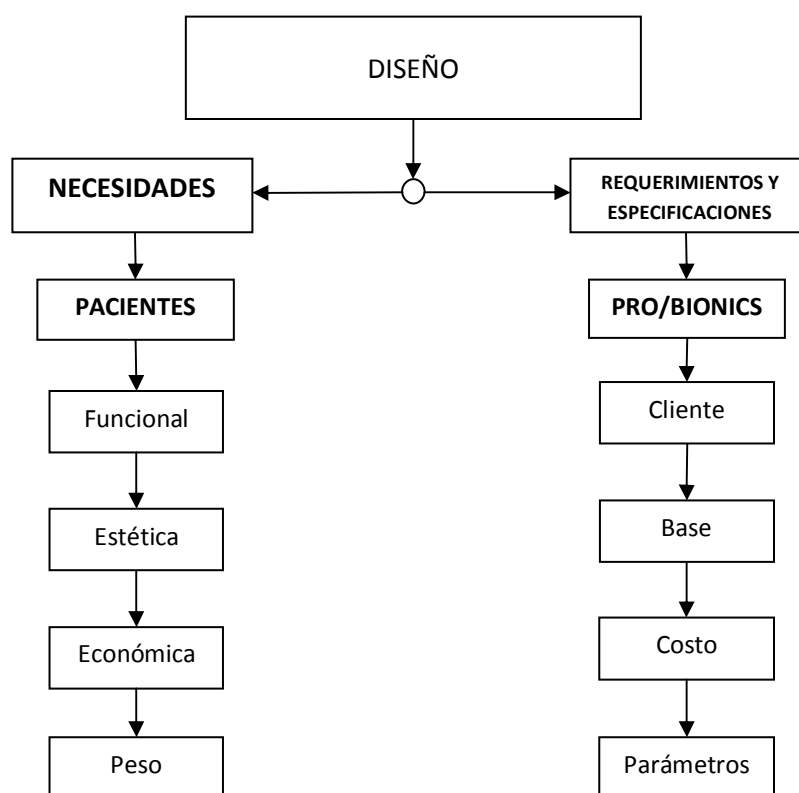 DISEÑO
NECESIDADES
REQUERIMIENTOS Y
ESPECIFICACIONES
PACIENTES
PRO/BIONICS
Funcional
Cliente
Estética
Base
Económica
Costo
Peso
Parámetros